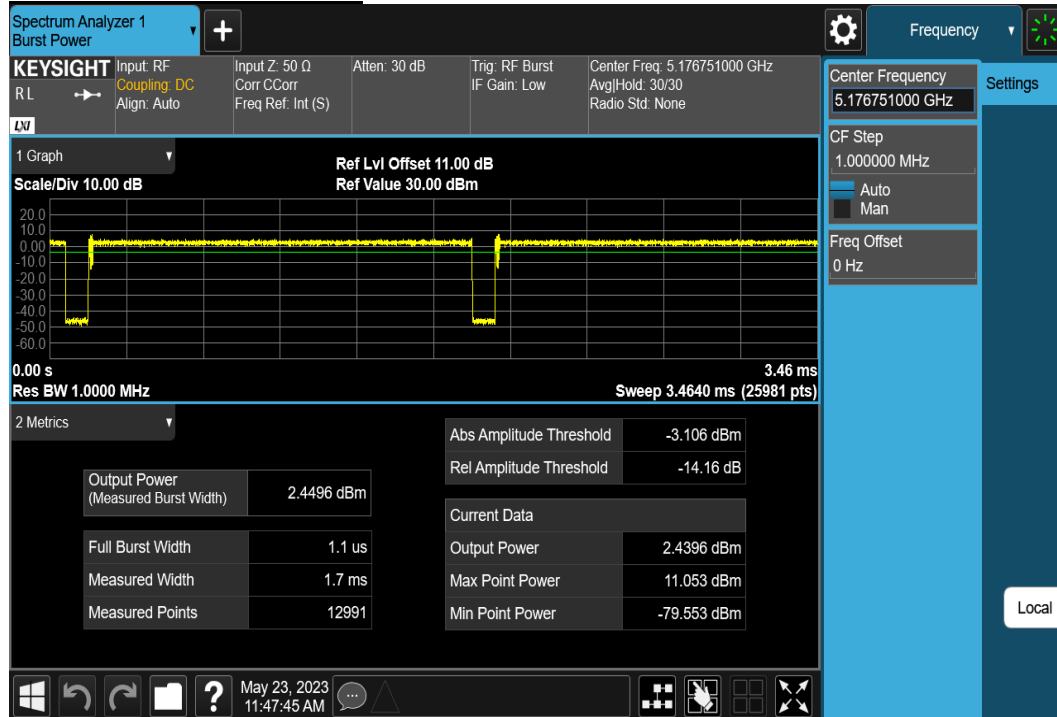 Spectrum Analyzer 1
Burst Power
Frequency
KEYSIGHT
R L
LXI
Input: RF
Coupling: DC
Align: Auto
Input Z: 50 Ω
Corr CCorr
Freq Ref: Int (S)
Atten: 30 dB
Trig: RF Burst
IF Gain: Low
Center Freq: 5.176751000 GHz
Avg|Hold: 30/30
Radio Std: None
Center Frequency
5.176751000 GHz
Settings
CF Step
1.000000 MHz
Auto
Man
Freq Offset
0 Hz
1 Graph
Scale/Div 10.00 dB
Ref Lvl Offset 11.00 dB
Ref Value 30.00 dBm
20.0
10.0
0.00
-10.0
-20.0
-30.0
-40.0
-50.0
-60.0
0.00 s
3.46 ms
Res BW 1.0000 MHz
Sweep 3.4640 ms (25981 pts)
2 Metrics
Output Power
(Measured Burst Width)
2.4496 dBm
Full Burst Width
1.1 us
Measured Width
1.7 ms
Measured Points
12991
Abs Amplitude Threshold
-3.106 dBm
Rel Amplitude Threshold
-14.16 dB
Current Data
Output Power
2.4396 dBm
Max Point Power
11.053 dBm
Min Point Power
-79.553 dBm
Local
?
May 23, 2023
11:47:45 AM